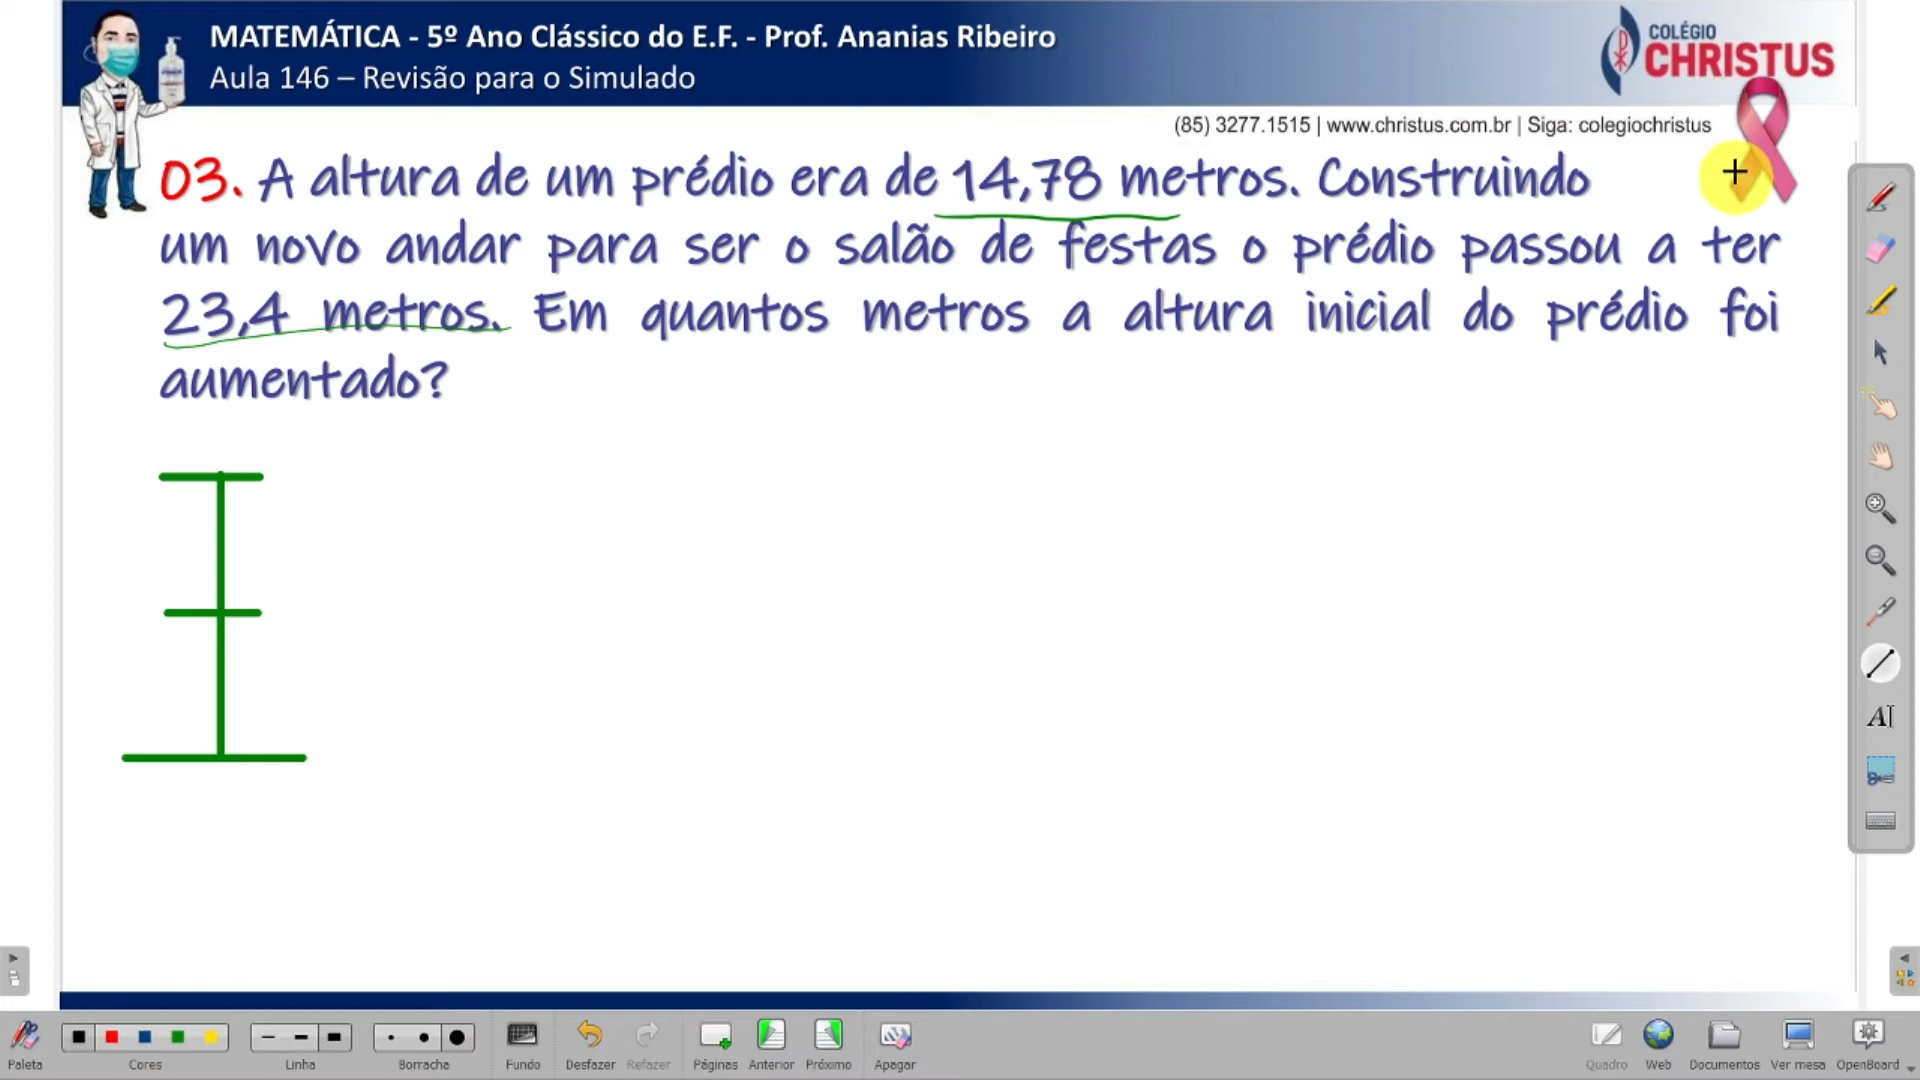 MATEMÁTICA - 5º Ano Clássico do E.F. - Prof. Ananias Ribeiro
Aula 146 – Revisão para o Simulado
COLÉGIO
CHRISTUS
(85) 3277.1515 | www.christus.com.br | Siga: colegiochristus
03. A altura de um prédio era de 14,78 metros. Construindo
um novo andar para ser o salão de festas o prédio passou a ter
23,4 metros. Em quantos metros a altura inicial do prédio foi
aumentado?
Paleta
Cores
Linha
Borracha
Fundo
Desfazer
Refazer
Páginas
Anterior
Próximo
Apagar
Quadro
Web
Documentos
Ver mesa
OpenBoard